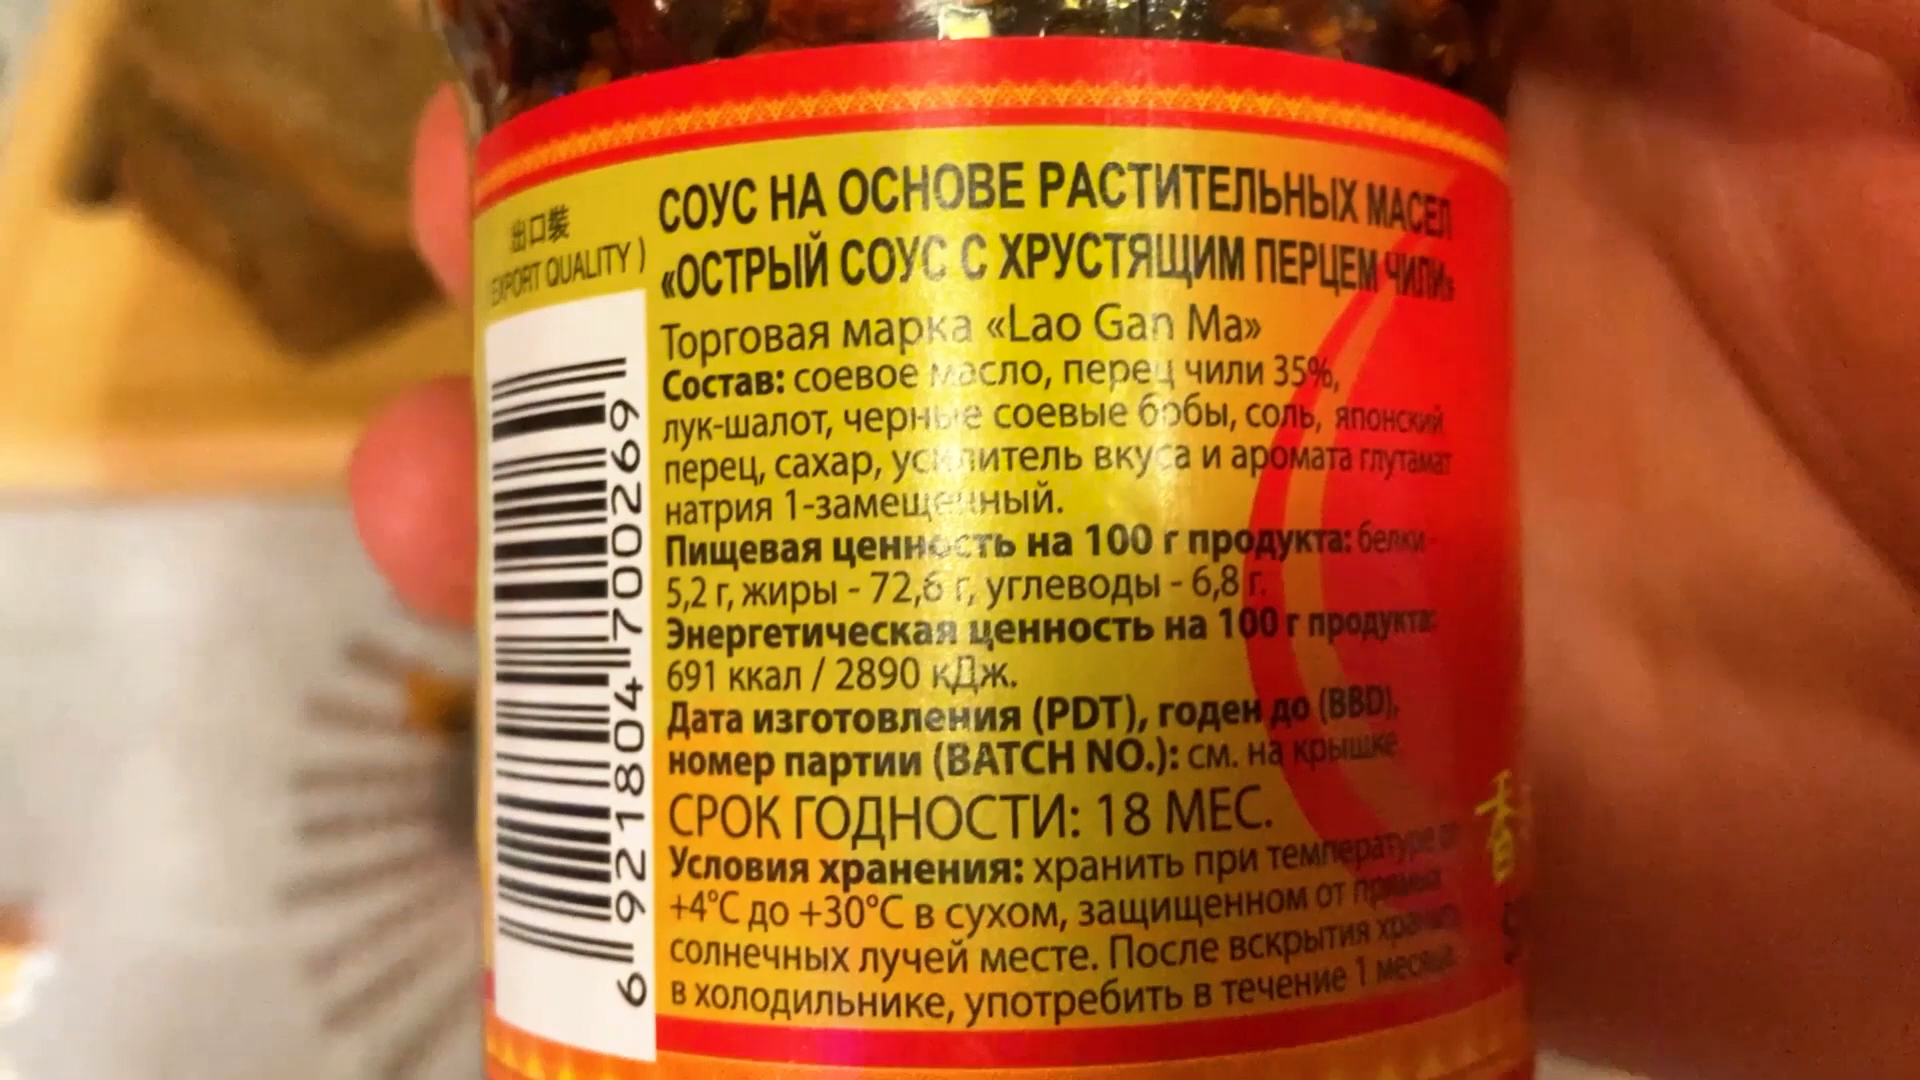 出口裝
EXPORT QUALITY )
СОУС НА ОСНОВЕ РАСТИТЕЛЬНЫХ МАСЕЛ
«ОСТРЫЙ СОУС С ХРУСТЯЩИМ ПЕРЦЕМ ЧИЛИ»
Торговая марка «Lao Gan Ma»
Состав: соевое масло, перец чили 35%,
лук-шалот, черные соевые бобы, соль, японский
перец, сахар, усилитель вкуса и аромата глутамат
натрия 1-замещенный.
Пищевая ценность на 100 г продукта: белки -
5,2 г, жиры - 72,6 г, углеводы - 6,8 г.
Энергетическая ценность на 100 г продукта:
691 ккал / 2890 кДж.
Дата изготовления (PDT), годен до (BBD),
номер партии (BATCH NO.): см. на крышке
СРОК ГОДНОСТИ: 18 МЕС.
Условия хранения: хранить при температуре от
+4°С до +30°С в сухом, защищенном от прямых
солнечных лучей месте. После вскрытия хранить
в холодильнике, употребить в течение 1 месяца.
6 921804 700269
香